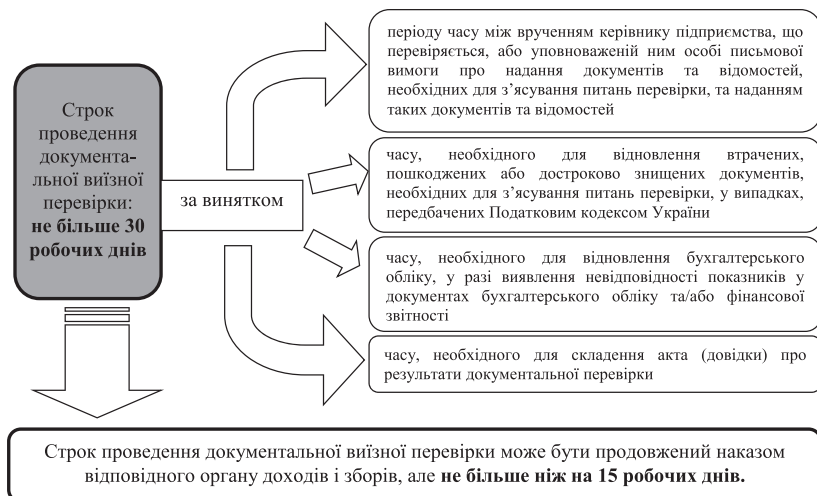 Строк
проведення
документа-
льної виїзної
перевірки:
не більше 30
робочих днів
за винятком
періоду часу між врученням керівнику підприємства, що
перевіряється, або уповноваженій ним особі письмової
вимоги про надання документів та відомостей,
необхідних для з’ясування питань перевірки, та наданням
таких документів та відомостей
часу, необхідного для відновлення втрачених,
пошкоджених або достроково знищених документів,
необхідних для з’ясування питань перевірки, у випадках,
передбачених Податковим кодексом України
часу, необхідного для відновлення бухгалтерського
обліку, у разі виявлення невідповідності показників у
документах бухгалтерського обліку та/або фінансової
звітності
часу, необхідного для складення акта (довідки) про
результати документальної перевірки
Строк проведення документальної виїзної перевірки може бути продовжений наказом
відповідного органу доходів і зборів, але не більше ніж на 15 робочих днів.